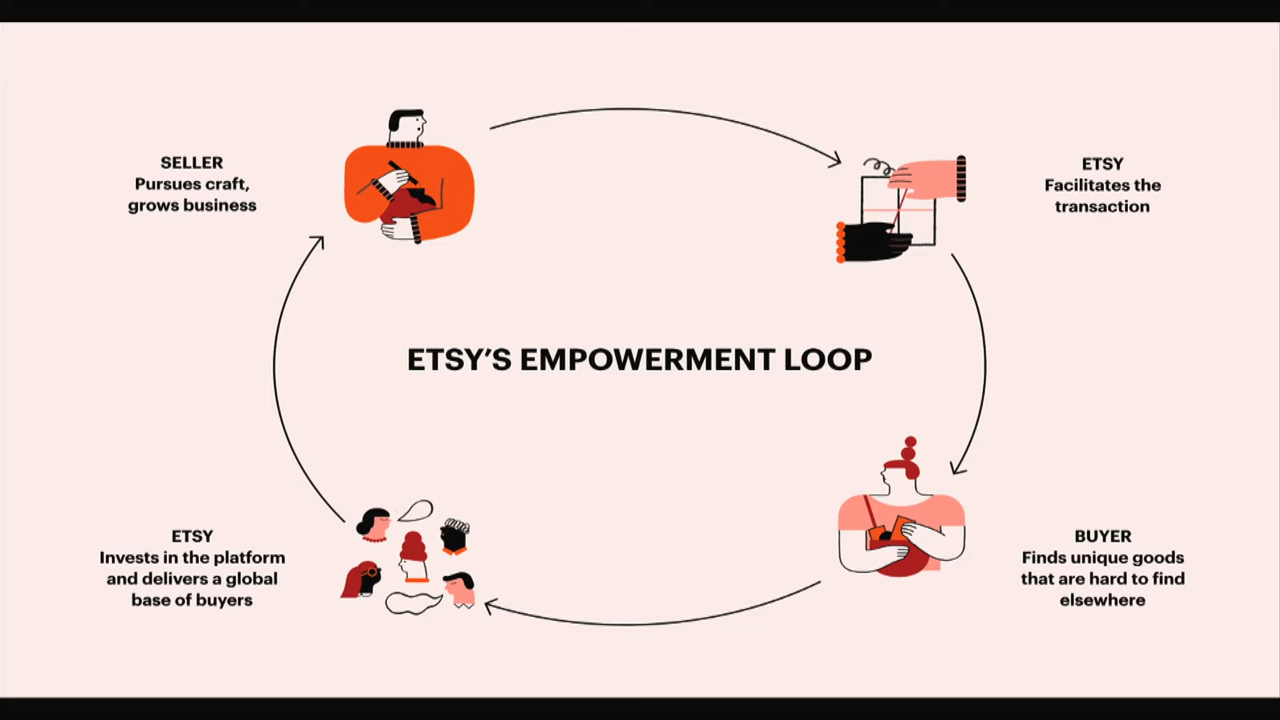 SELLER
Pursues craft,
grows business
ETSY
Facilitates the
transaction
ETSY’S EMPOWERMENT LOOP
ETSY
Invests in the platform
and delivers a global
base of buyers
BUYER
Finds unique goods
that are hard to find
elsewhere